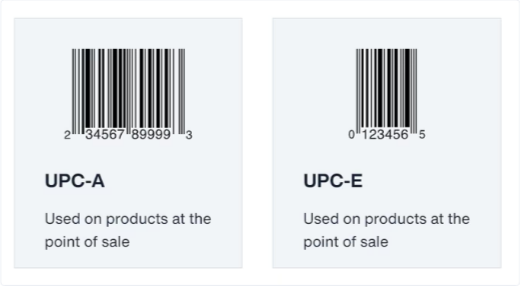 2 34567 89999 3
UPC-A
Used on products at the
point of sale
0 123456 5
UPC-E
Used on products at the
point of sale